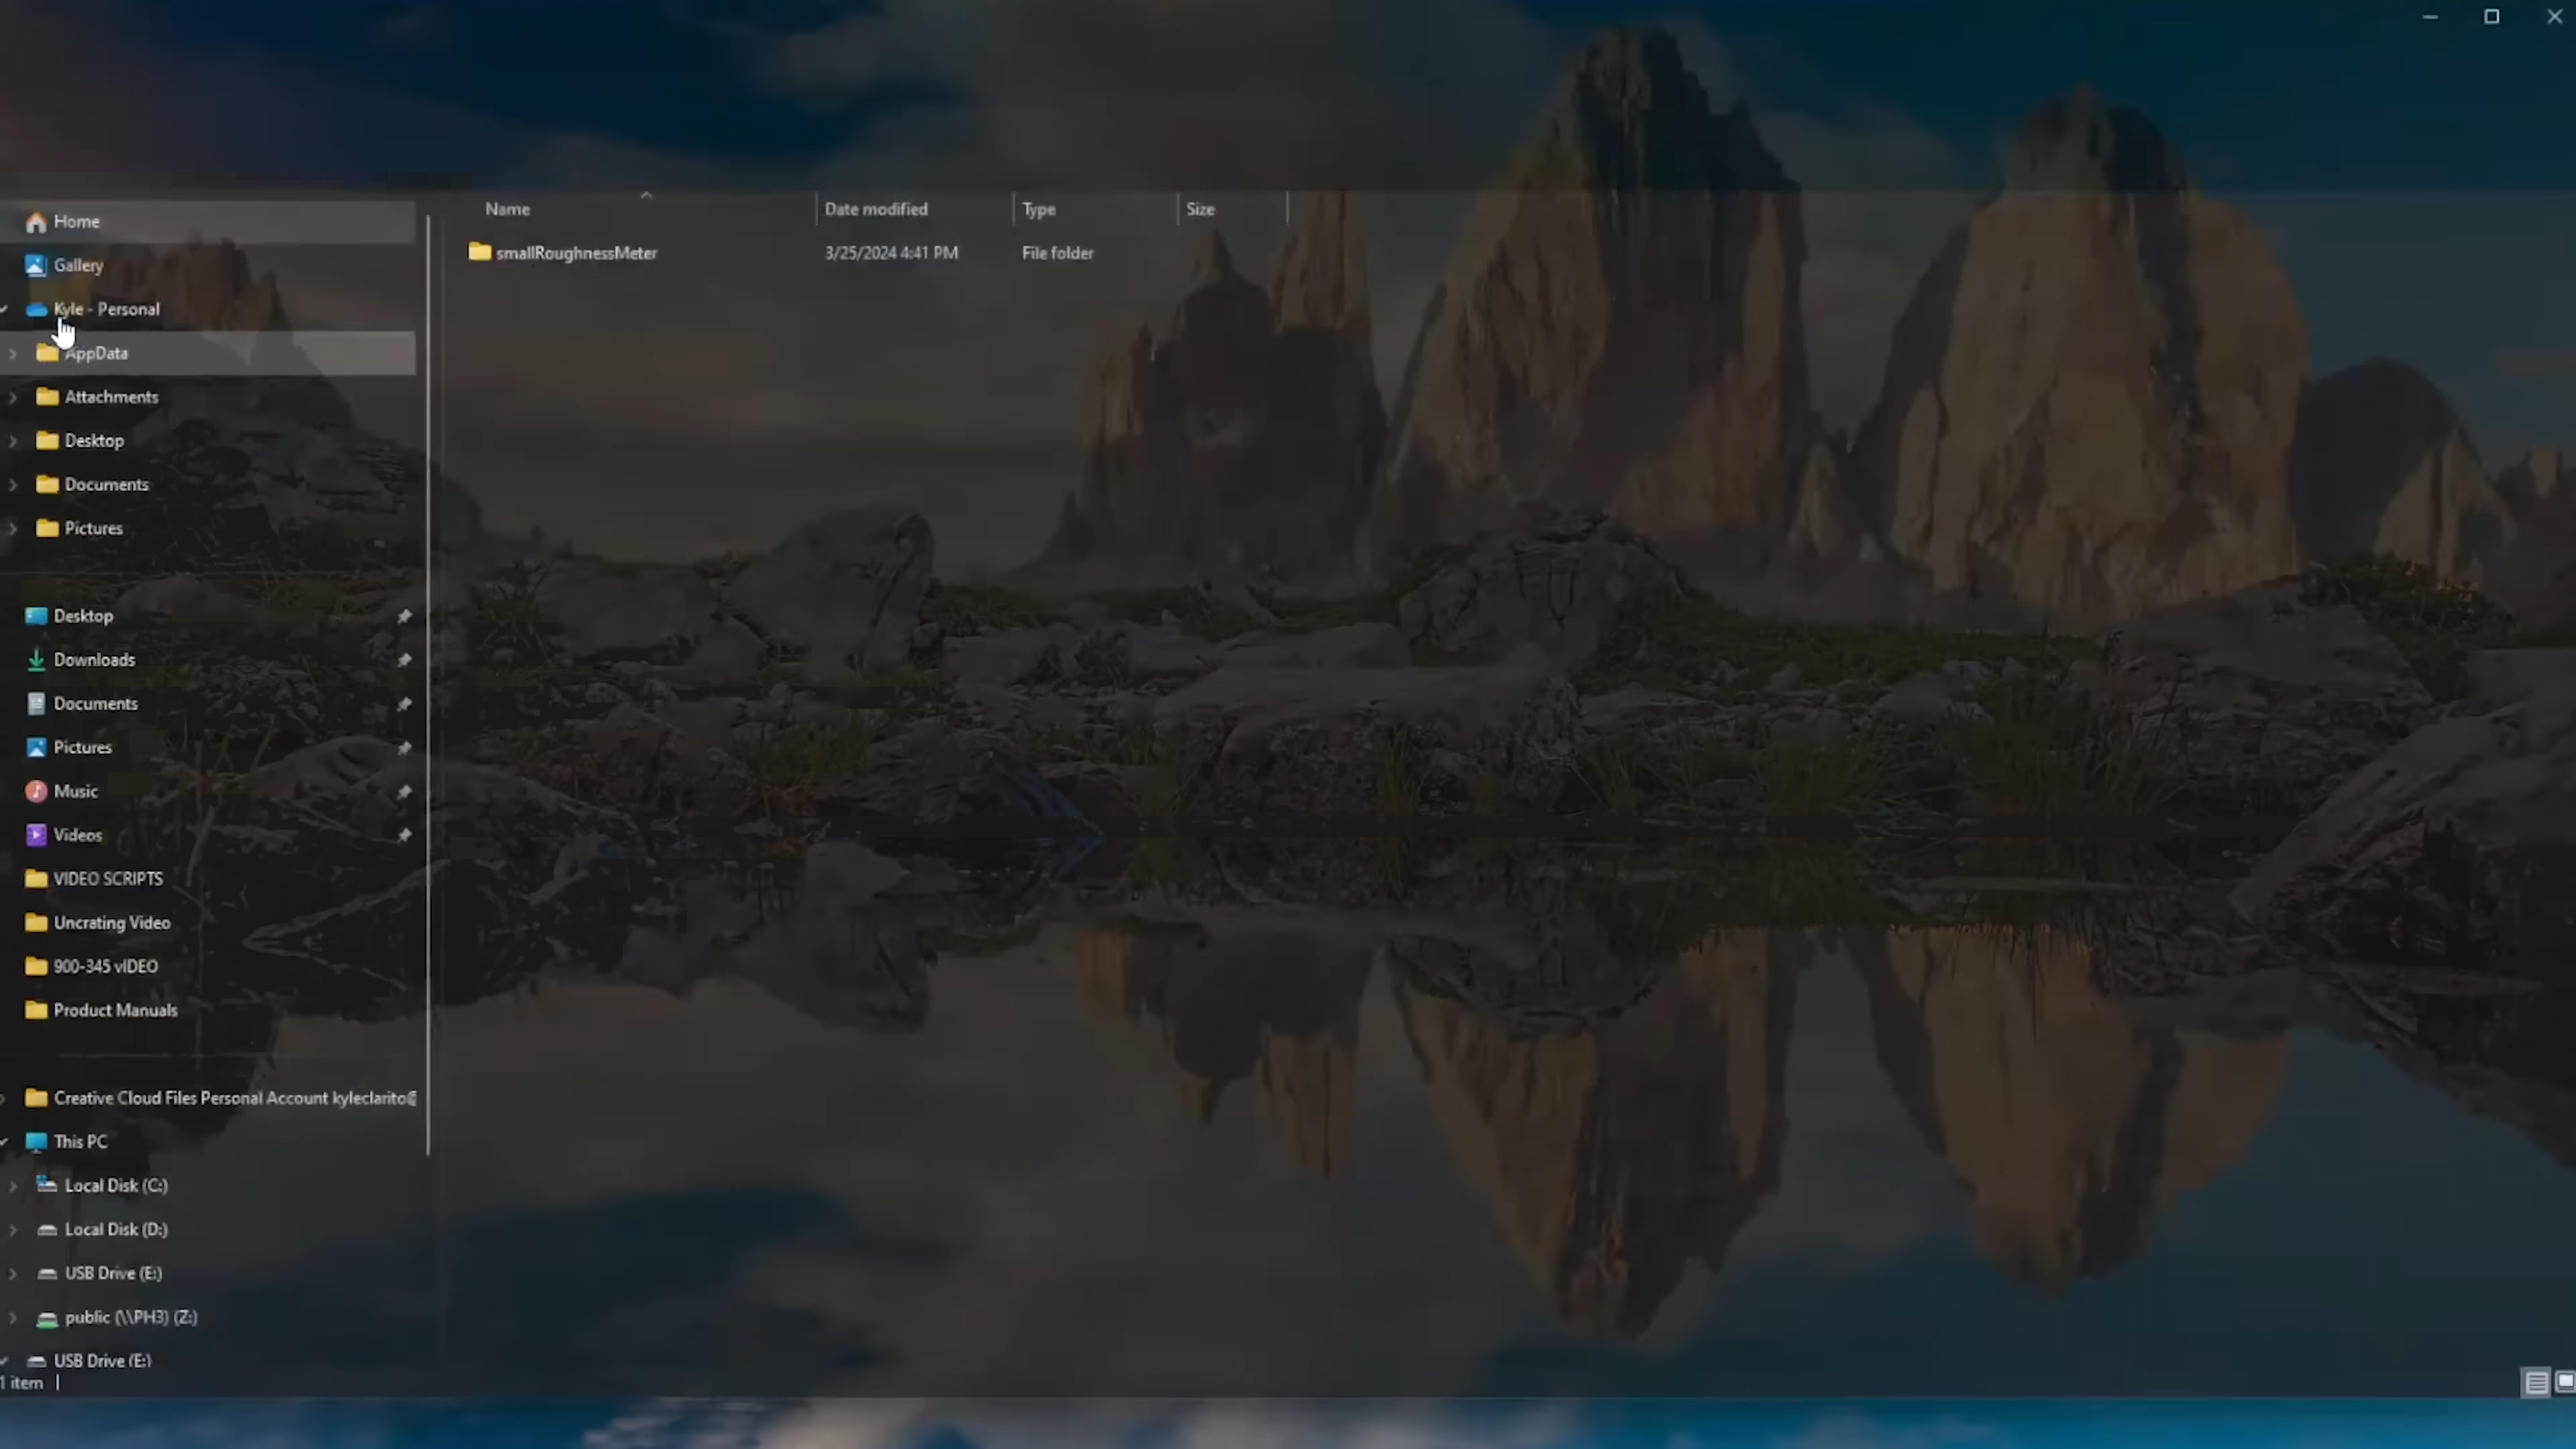 Home
Gallery
Kyle - Personal
AppData
Attachments
Desktop
Documents
Pictures
Desktop
Downloads
Documents
Pictures
Music
Videos
VIDEO SCRIPTS
Uncrating Video
900-345 vIDEO
Product Manuals
Creative Cloud Files Personal Account kyleclarito@
This PC
Local Disk (C:)
Local Disk (D:)
USB Drive (E:)
public (\\PH3) (Z:)
USB Drive (E:)
1 item
Name Date modified Type Size
smallRoughnessMeter 3/25/2024 4:41 PM File folder